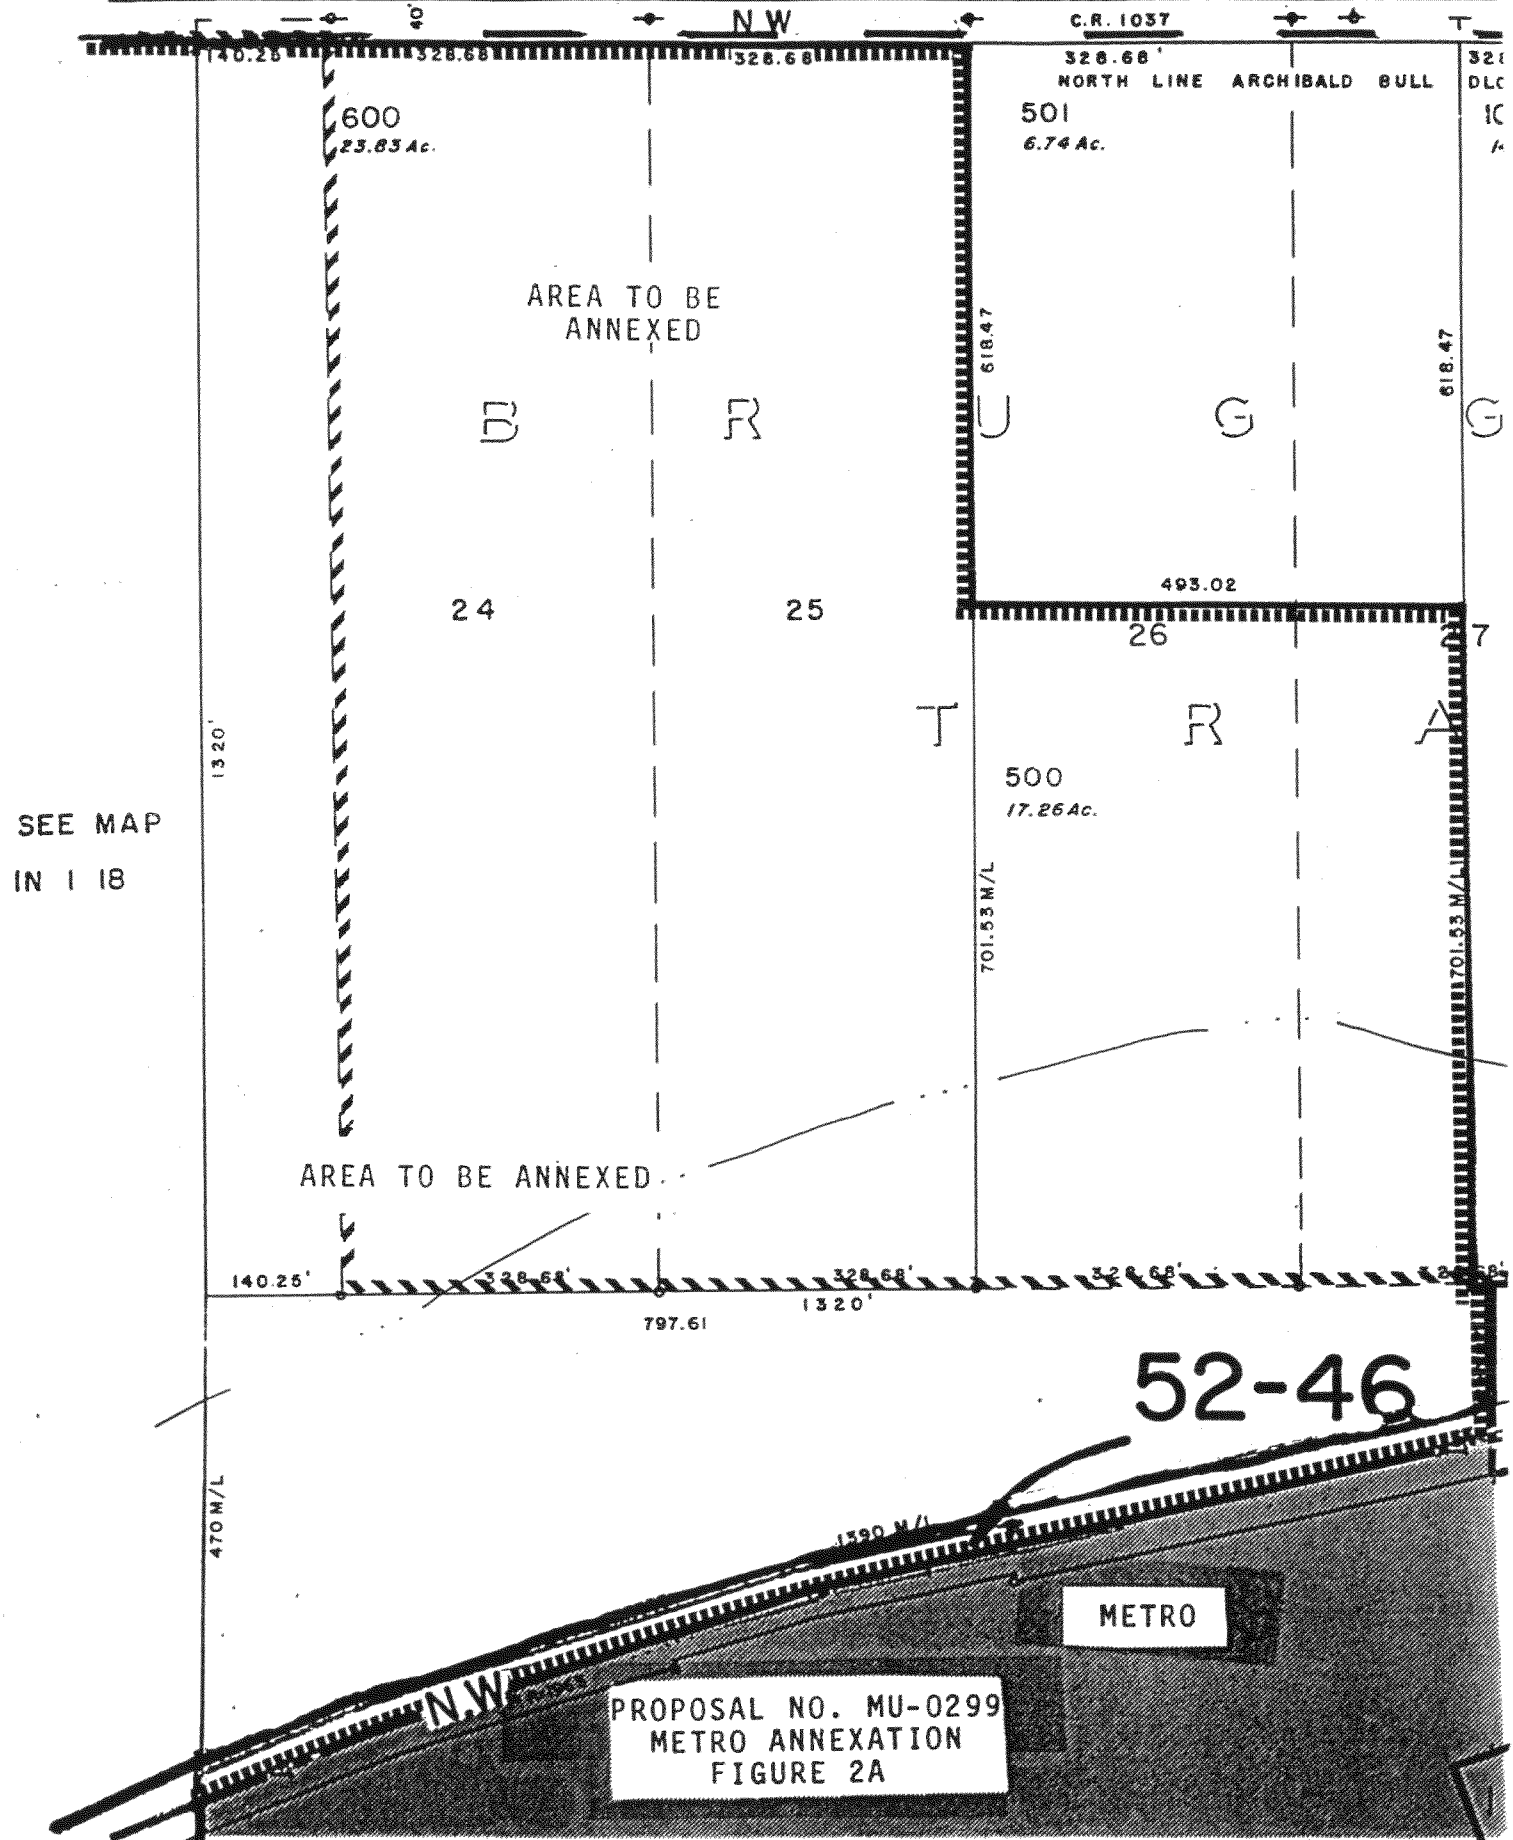 40'
N W
C.R. 1037
140.25
328.68
328.68
328.68'
NORTH LINE ARCHIBALD BULL
600
23.83 Ac.
501
6.74 Ac.
AREA TO BE
ANNEXED
618.47
618.47
B R U G G
493.02
24
25
26
27
T R A
1320'
500
17.26 Ac.
SEE MAP
IN 1 18
701.53 M/L
701.53 M/L
AREA TO BE ANNEXED
140.25'
328.68'
328.68'
328.68'
1320'
797.61
52-46
470 M/L
1390 M/L
METRO
N.W.
PROPOSAL NO. MU-0299
METRO ANNEXATION
FIGURE 2A